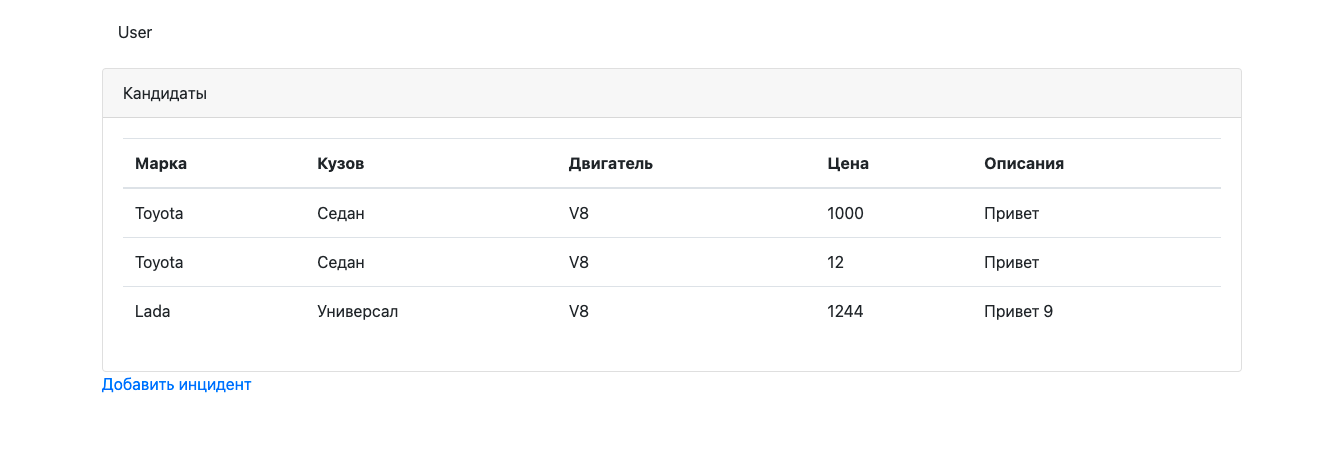 User
Кандидаты
Марка Кузов Двигатель Цена Описания
Toyota Седан V8 1000 Привет
Toyota Седан V8 12 Привет
Lada Универсал V8 1244 Привет 9
Добавить инцидент